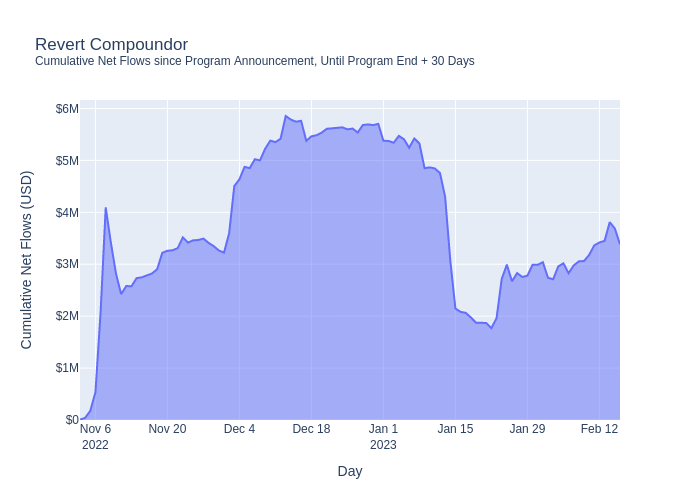 Revert Compoundor
Cumulative Net Flows since Program Announcement, Until Program End + 30 Days
Cumulative Net Flows (USD)
$6M
$5M
$4M
$3M
$2M
$1M
$0
Nov 6 Nov 20 Dec 4 Dec 18 Jan 1 Jan 15 Jan 29 Feb 12
2022 2023
Day